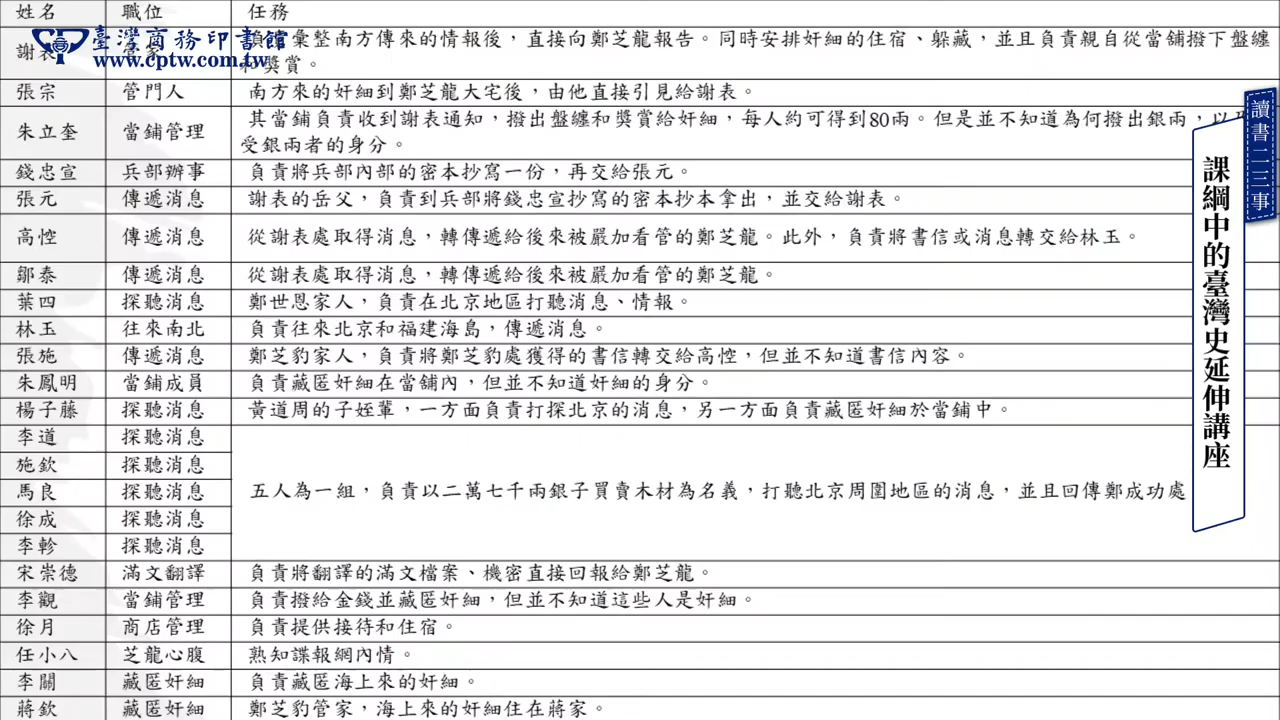 姓名 職位 任務
臺灣商務印書館
www.cptw.com.tw
謝表 負責彙整南方傳來的情報後，直接向鄭芝龍報告。同時安排奸細的住宿、躲藏，並且負責親自從當舖撥下盤纏
和獎賞。
張宗 管門人 南方來的奸細到鄭芝龍大宅後，由他直接引見給謝表。
朱立奎 當鋪管理 其當鋪負責收到謝表通知，撥出盤纏和獎賞給奸細，每人約可得到80兩。但是並不知道為何撥出銀兩，以及
受銀兩者的身分。
錢忠宣 兵部辦事 負責將兵部內部的密本抄寫一份，再交給張元。
張元 傳遞消息 謝表的岳父，負責到兵部將錢忠宣抄寫的密本抄本拿出，並交給謝表。
高悾 傳遞消息 從謝表處取得消息，轉傳遞給後來被嚴加看管的鄭芝龍。此外，負責將書信或消息轉交給林玉。
鄒泰 傳遞消息 從謝表處取得消息，轉傳遞給後來被嚴加看管的鄭芝龍。
葉四 探聽消息 鄭世恩家人，負責在北京地區打聽消息、情報。
林玉 往來南北 負責往來北京和福建海島，傳遞消息。
張施 傳遞消息 鄭芝豹家人，負責將鄭芝豹處獲得的書信轉交給高悾，但並不知道書信內容。
朱鳳明 當鋪成員 負責藏匿奸細在當舖內，但並不知道奸細的身分。
楊子藤 探聽消息 黃道周的子姪輩，一方面負責打探北京的消息，另一方面負責藏匿奸細於當鋪中。
李道 探聽消息
施欽 探聽消息
馬良 探聽消息 五人為一組，負責以二萬七千兩銀子買賣木材為名義，打聽北京周圍地區的消息，並且回傳鄭成功處
徐成 探聽消息
李軫 探聽消息
宋崇德 滿文翻譯 負責將翻譯的滿文檔案、機密直接回報給鄭芝龍。
李觀 當鋪管理 負責撥給金錢並藏匿奸細，但並不知道這些人是奸細。
徐月 商店管理 負責提供接待和住宿。
任小八 芝龍心腹 熟知諜報網內情。
李關 藏匿奸細 負責藏匿海上來的奸細。
蔣欽 藏匿奸細 鄭芝豹管家，海上來的奸細住在蔣家。
讀書二三事
課綱中的臺灣史延伸講座